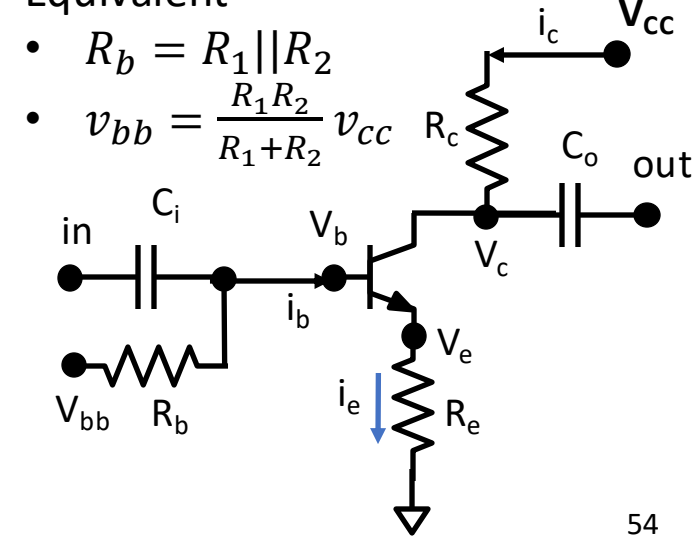 Equivalent
• R_b = R_1||R_2
• v_bb = \frac{R_1R_2}{R_1+R_2} v_cc
i_c
V_cc
R_c
C_o
out
C_i
in
V_b
V_c
i_b
V_e
V_bb
R_b
i_e
R_e
54